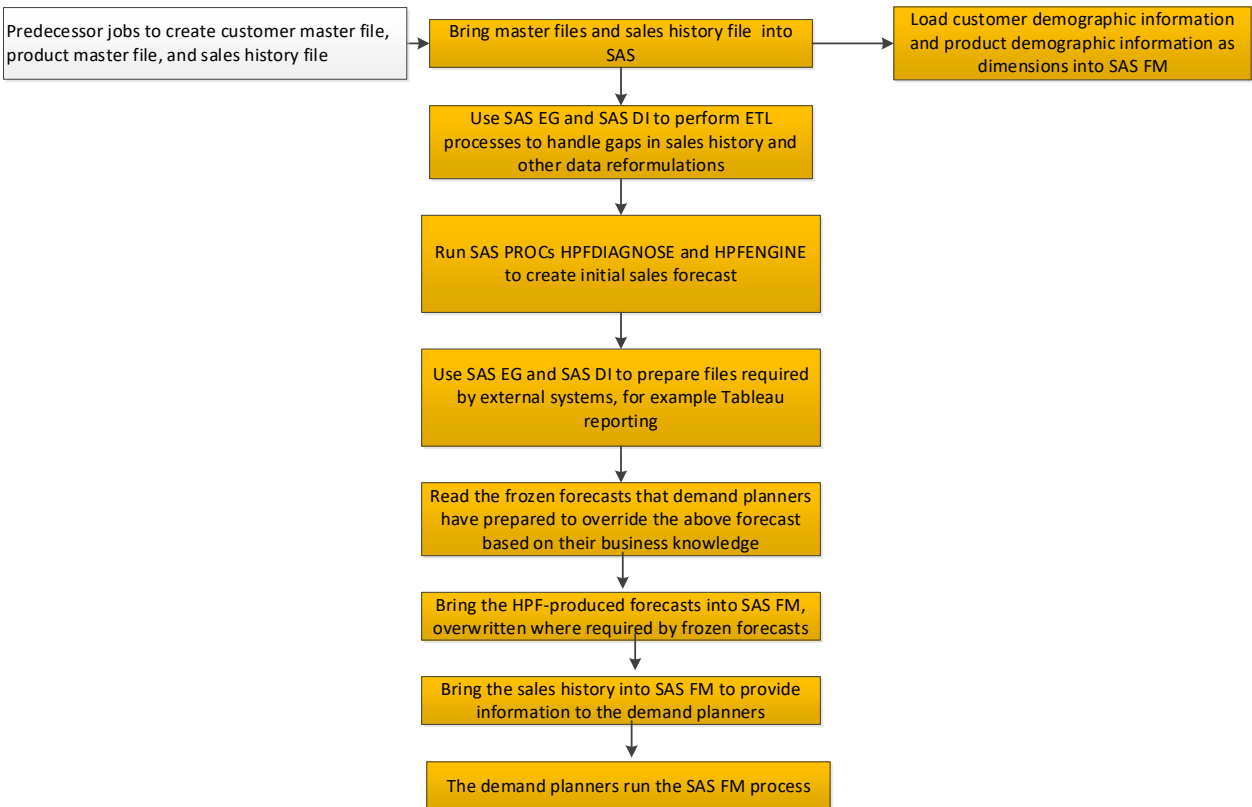 Predecessor jobs to create customer master file,
product master file, and sales history file
Bring master files and sales history file into
SAS
Load customer demographic information
and product demographic information as
dimensions into SAS FM
Use SAS EG and SAS DI to perform ETL
processes to handle gaps in sales history and
other data reformulations
Run SAS PROCs HPFDIAGNOSE and HPFENGINE
to create initial sales forecast
Use SAS EG and SAS DI to prepare files required
by external systems, for example Tableau
reporting
Read the frozen forecasts that demand planners
have prepared to override the above forecast
based on their business knowledge
Bring the HPF-produced forecasts into SAS FM,
overwritten where required by frozen forecasts
Bring the sales history into SAS FM to provide
information to the demand planners
The demand planners run the SAS FM process